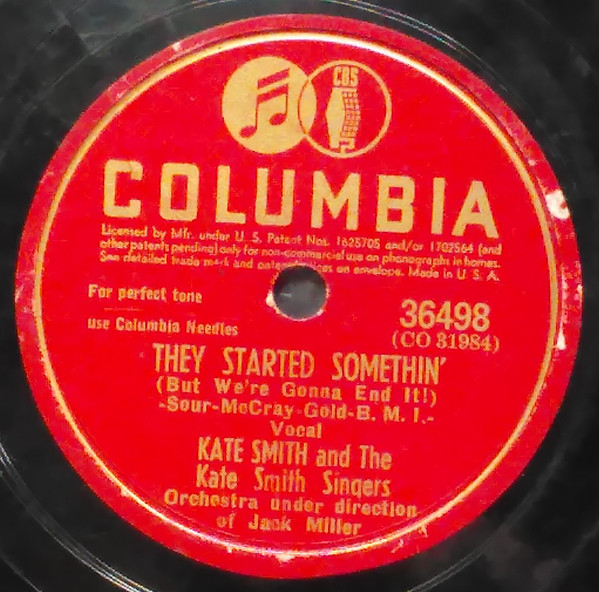 CBS
COLUMBIA
Licensed by Mfr. under U. S. Patent Nos. 1625705 and/or 1702564 (and
other patents pending) only for non-commercial use on phonographs in homes.
See detailed trade mark and patent notices on envelope. Made in U. S. A.
For perfect tone
use Columbia Needles
36498
(CO 31984)
THEY STARTED SOMETHIN'
(But We're Gonna End It!)
-Sour-McCray-Gold-B. M. I.-
Vocal
KATE SMITH and The
Kate Smith Singers
Orchestra under direction
of Jack Miller